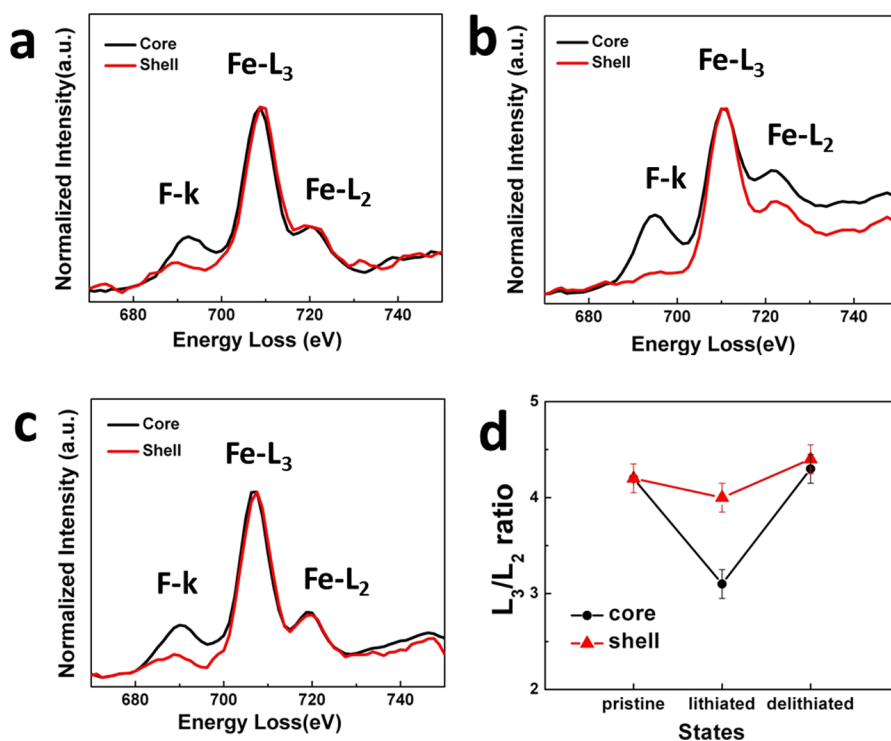 a
Core
Shell
Fe-L3
F-k
Fe-L2
Normalized Intensity(a.u.)
680 700 720 740
Energy Loss (eV)
b
Core
Shell
Fe-L3
Fe-L2
F-k
Normalized Intensity (a.u.)
680 700 720 740
Energy Loss(eV)
c
Core
Shell
Fe-L3
F-k
Fe-L2
Normalized Intensity (a.u.)
680 700 720 740
Energy Loss(eV)
d
5
4
3
2
L3/L2 ratio
core
shell
pristine lithiated delithiated
States